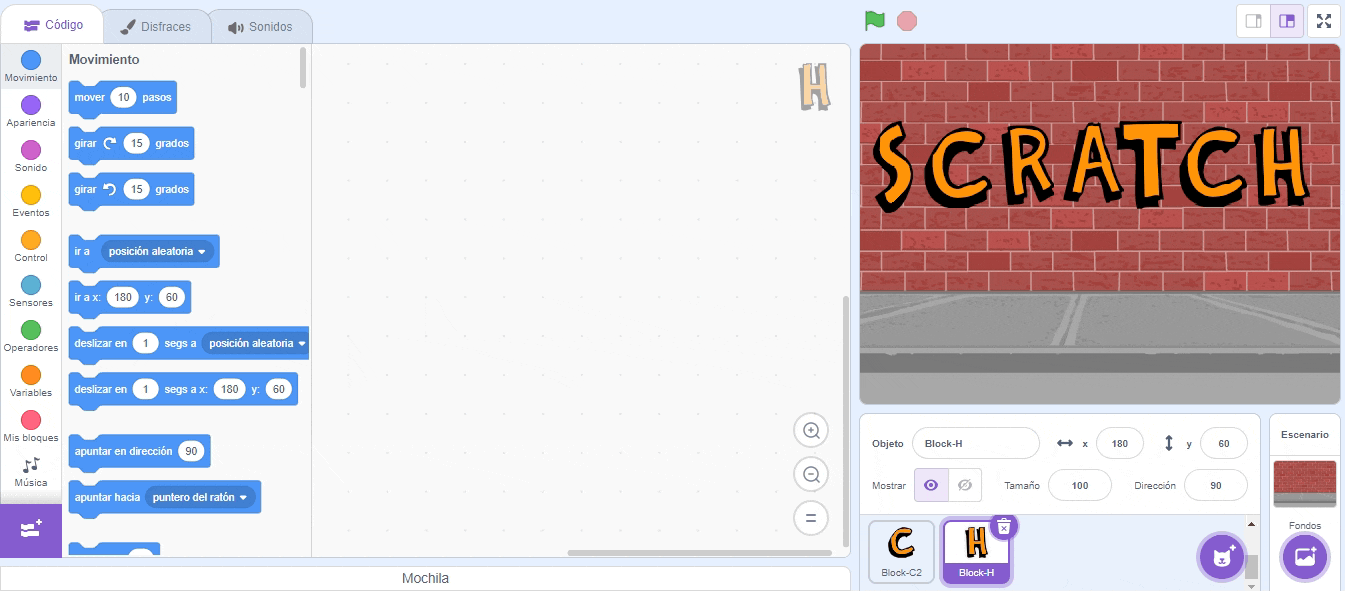 Código
Disfraces
Sonidos
Movimiento
Apariencia
Sonido
Eventos
Control
Sensores
Operadores
Variables
Mis bloques
Música
Movimiento
mover 10 pasos
girar 15 grados
girar 15 grados
ir a posición aleatoria
ir a x: 180 y: 60
deslizar en 1 segs a posición aleatoria
deslizar en 1 segs a x: 180 y: 60
apuntar en dirección 90
apuntar hacia puntero del ratón
H
Mochila
SCRATCH
Objeto Block-H x 180 y 60
Mostrar Tamaño 100 Dirección 90
C
Block-C2
H
Block-H
Escenario
Fondos